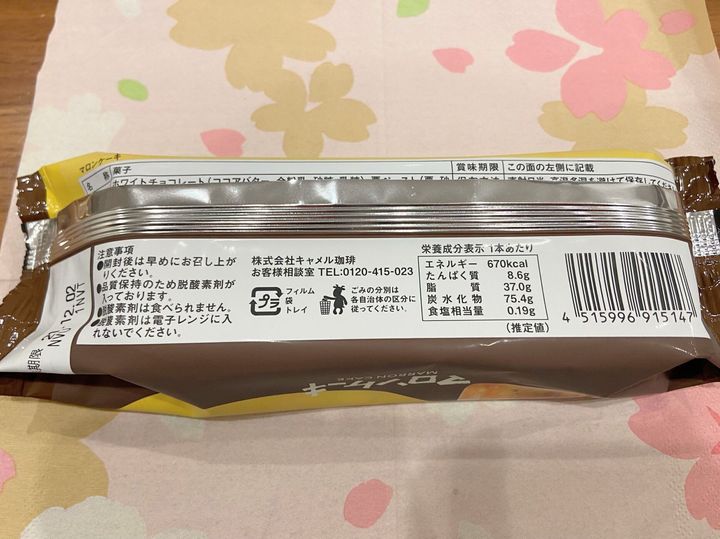 マロンケーキ
名 称 菓子
賞味期限 この面の左側に記載
ホワイトチョコレート(ココアバター
注意事項
●開封後は早めにお召し上が
りください。
●品質保持のため脱酸素剤が
入っております。
●脱酸素剤は食べられません。
●脱酸素剤は電子レンジに入
れないでください。
株式会社キャメル珈琲
お客様相談室 TEL:0120-415-023
プラ
フィルム
袋
トレイ
ごみの分別は
各自治体の区分に
従ってください。
栄養成分表示 1本あたり
エネルギー 670kcal
たんぱく質 8.6g
脂質 37.0g
炭水化物 75.4g
食塩相当量 0.19g
(推定値)
4 515996 915147
12.02
1NVT
マロンケーキ
MARRON CAKE